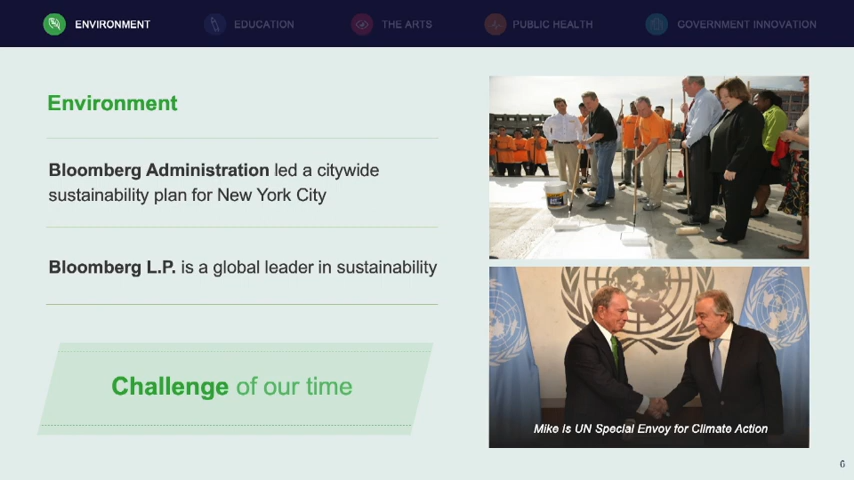 ENVIRONMENT
EDUCATION
THE ARTS
PUBLIC HEALTH
GOVERNMENT INNOVATION
Environment
Bloomberg Administration led a citywide
sustainability plan for New York City
Bloomberg L.P. is a global leader in sustainability
Challenge of our time
Mike is UN Special Envoy for Climate Action
6